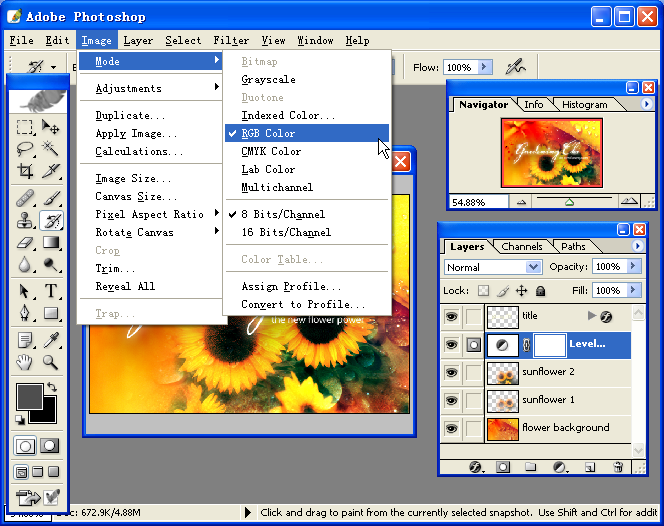 Adobe Photoshop
File Edit Image Layer Select Filter View Window Help
Flow: 100%
Mode
Adjustments
Duplicate...
Apply Image...
Calculations...
Image Size...
Canvas Size...
Pixel Aspect Ratio
Rotate Canvas
Crop
Trim...
Reveal All
Trap...
Bitmap
Grayscale
Duotone
Indexed Color...
RGB Color
CMYK Color
Lab Color
Multichannel
8 Bits/Channel
16 Bits/Channel
Color Table...
Assign Profile...
Convert to Profile...
the new flower power
Navigator Info Histogram
54.88%
Layers Channels Paths
Normal Opacity: 100%
Lock: Fill: 100%
title
Level...
sunflower 2
sunflower 1
flower background
672.9K/4.88M
Click and drag to paint from the currently selected snapshot. Use Shift and Ctrl for addit